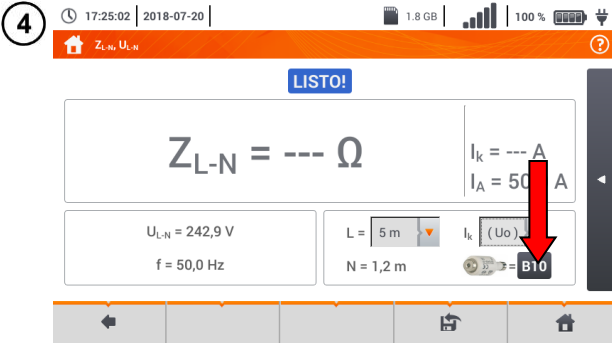 4
17:25:02 2018-07-20 1.8 GB 100 %
ZL-N, UL-N ?
LISTO!
ZL-N = --- Ω
Ik = --- A
IA = 50 A
UL-N = 242,9 V
f = 50,0 Hz
L = 5 m
Ik (Uo)
N = 1,2 m
= B10